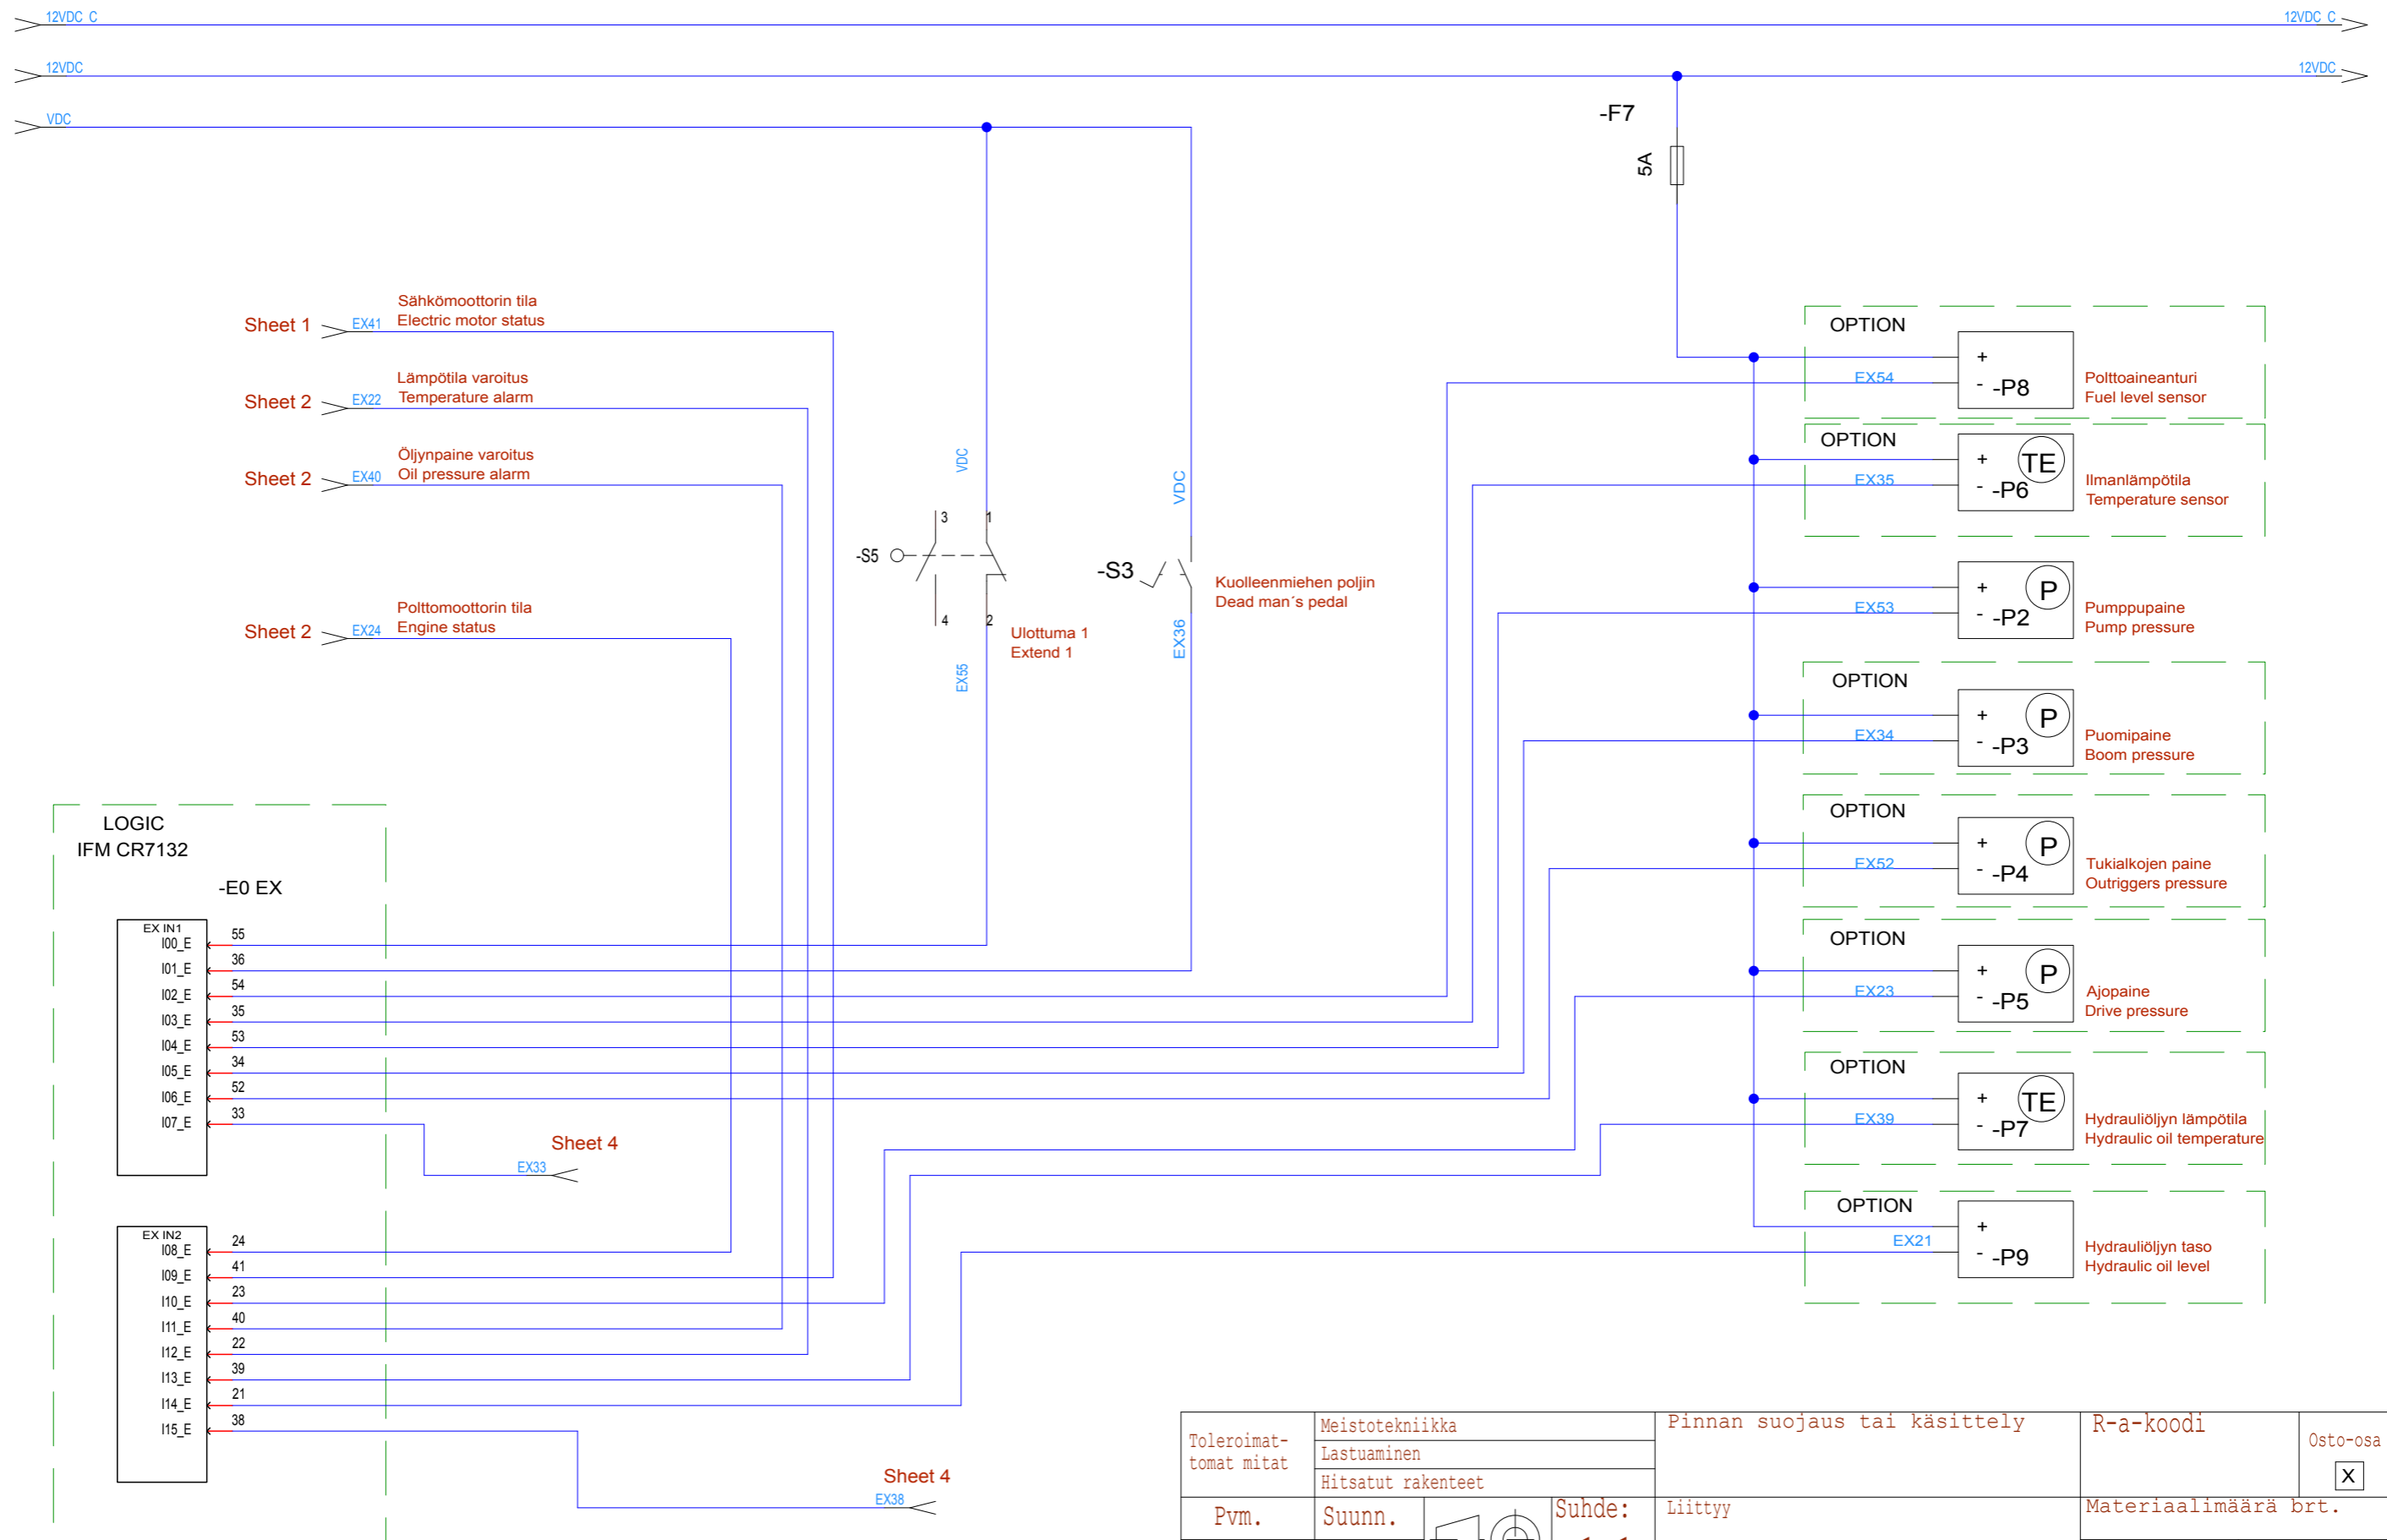 12VDC C
12VDC C
12VDC
12VDC
VDC
-F7
5A
Sheet 1
EX41
Sähkömoottorin tila
Electric motor status
Sheet 2
EX22
Lämpötila varoitus
Temperature alarm
Sheet 2
EX40
Öljynpaine varoitus
Oil pressure alarm
Sheet 2
EX24
Polttomoottorin tila
Engine status
VDC
-S5
3
1
4
2
Ulottuma 1
Extend 1
EX55
VDC
-S3
Kuolleenmiehen poljin
Dead man´s pedal
EX36
OPTION
EX54
+
- -P8
Polttoaineanturi
Fuel level sensor
OPTION
EX35
+ TE
- -P6
Ilmanlämpötila
Temperature sensor
EX53
+ P
- -P2
Pumppupaine
Pump pressure
OPTION
EX34
+ P
- -P3
Puomipaine
Boom pressure
OPTION
EX52
+ P
- -P4
Tukialkojen paine
Outriggers pressure
OPTION
EX23
+ P
- -P5
Ajopaine
Drive pressure
OPTION
EX39
+ TE
- -P7
Hydrauliöljyn lämpötila
Hydraulic oil temperature
OPTION
EX21
+
- -P9
Hydrauliöljyn taso
Hydraulic oil level
LOGIC
IFM CR7132
-E0 EX
EX IN1
I00_E 55
I01_E 36
I02_E 54
I03_E 35
I04_E 53
I05_E 34
I06_E 52
I07_E 33
Sheet 4
EX33
EX IN2
I08_E 24
I09_E 41
I10_E 23
I11_E 40
I12_E 22
I13_E 39
I14_E 21
I15_E 38
Sheet 4
EX38
Toleroimat-
tomat mitat
Meistotekniikka
Lastuaminen
Hitsatut rakenteet
Pinnan suojaus tai käsittely
R-a-koodi
Osto-osa
X
Pvm.
Suunn.
Suhde:
Liittyy
Materiaalimäärä brt.